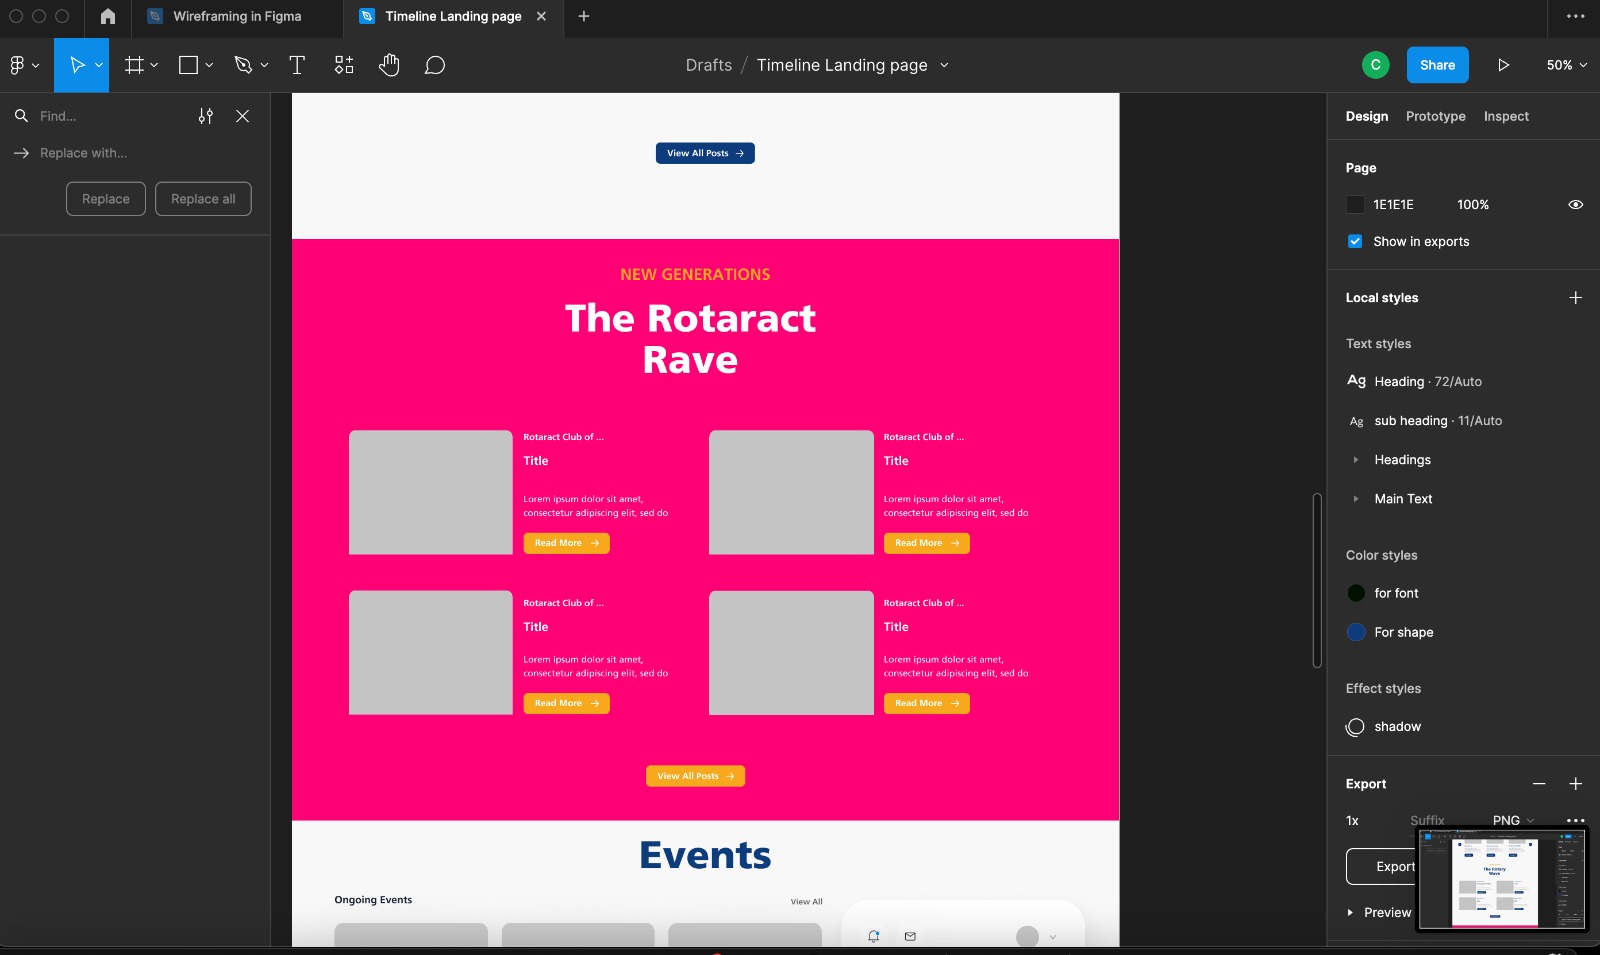 Wireframing in Figma
Timeline Landing page
Drafts / Timeline Landing page
C
Share
50%
Find...
Replace with...
Replace
Replace all
Design
Prototype
Inspect
Page
1E1E1E
100%
Show in exports
Local styles
Text styles
Ag Heading · 72/Auto
Ag sub heading · 11/Auto
Headings
Main Text
Color styles
for font
For shape
Effect styles
shadow
Export
1x
Suffix
PNG
Export
Preview
View All Posts →
NEW GENERATIONS
The Rotaract
Rave
Rotaract Club of ...
Title
Lorem ipsum dolor sit amet,
consectetur adipiscing elit, sed do
Read More →
Rotaract Club of ...
Title
Lorem ipsum dolor sit amet,
consectetur adipiscing elit, sed do
Read More →
Rotaract Club of ...
Title
Lorem ipsum dolor sit amet,
consectetur adipiscing elit, sed do
Read More →
Rotaract Club of ...
Title
Lorem ipsum dolor sit amet,
consectetur adipiscing elit, sed do
Read More →
View All Posts →
Events
Ongoing Events
View All
The Rotary
Wave